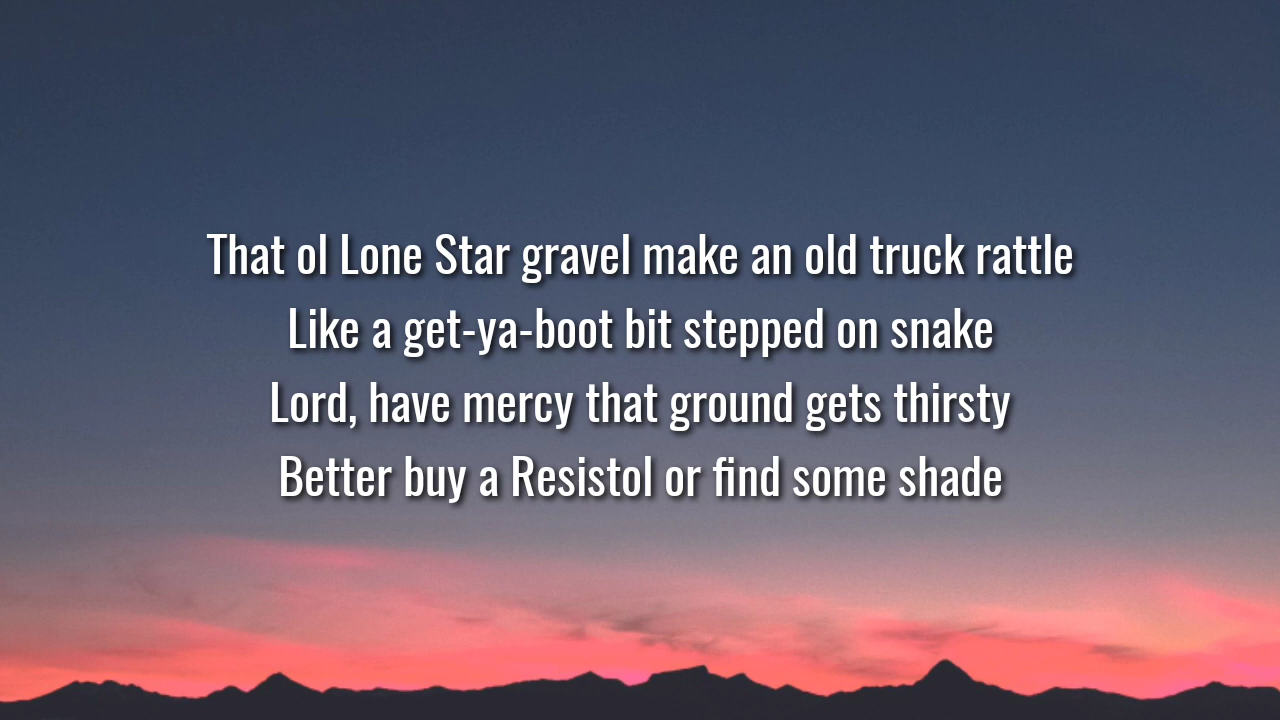 That ol Lone Star gravel make an old truck rattle
Like a get-ya-boot bit stepped on snake
Lord, have mercy that ground gets thirsty
Better buy a Resistol or find some shade